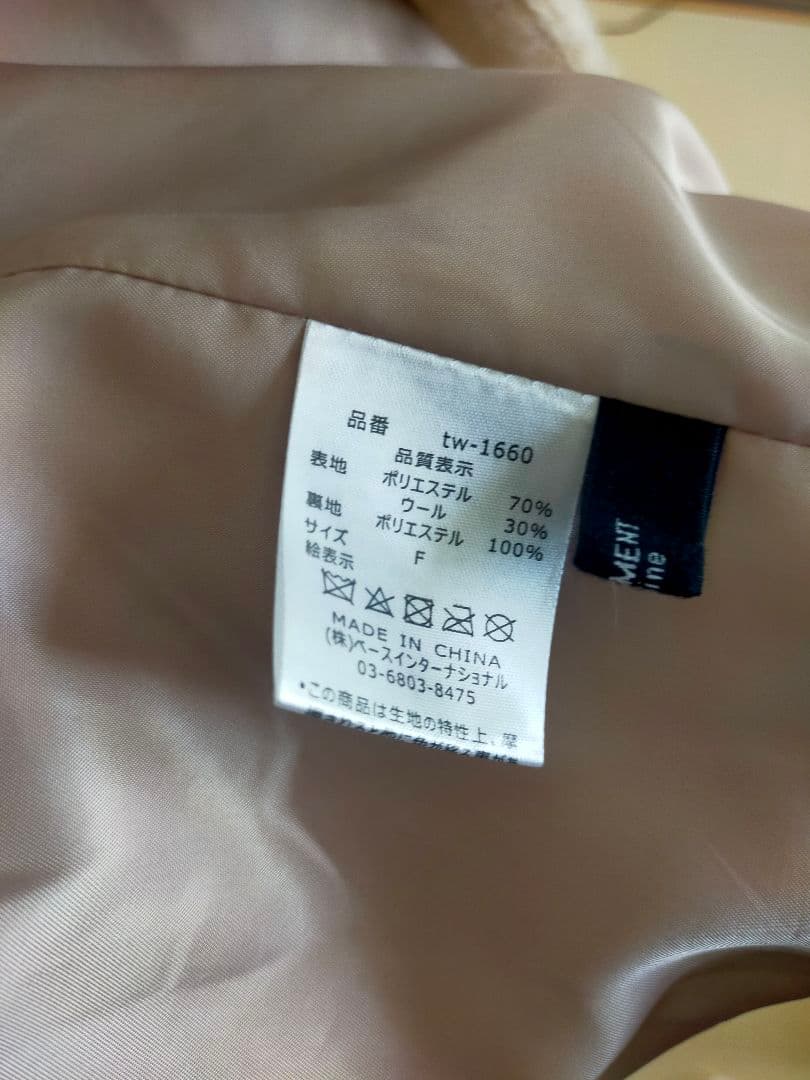 品番 tw-1660
品質表示
表地 ポリエステル 70%
ウール 30%
裏地 ポリエステル 100%
サイズ F
絵表示
MADE IN CHINA
(株)ベースインターナショナル
03-6803-8475
•この商品は生地の特性上、摩
MENT
ine